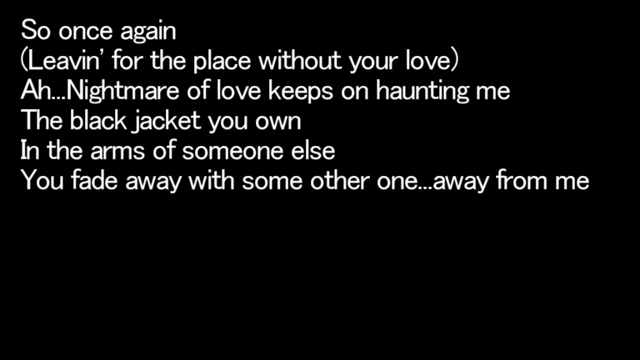 So once again
(Leavin' for the place without your love)
Ah...Nightmare of love keeps on haunting me
The black jacket you own
In the arms of someone else
You fade away with some other one...away from me